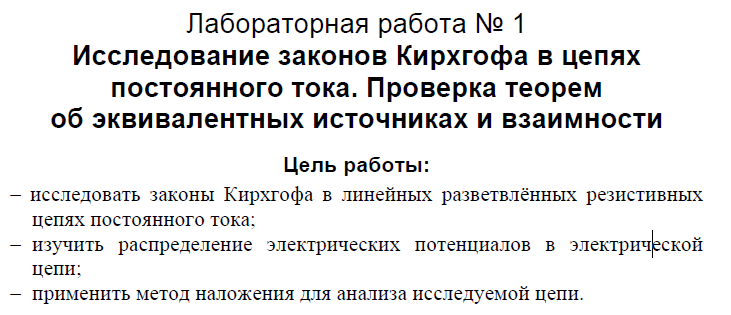 Лабораторная работа № 1
Исследование законов Кирхгофа в цепях
постоянного тока. Проверка теорем
об эквивалентных источниках и взаимности
Цель работы:
– исследовать законы Кирхгофа в линейных разветвлённых резистивных
цепях постоянного тока;
– изучить распределение электрических потенциалов в электрической
цепи;
– применить метод наложения для анализа исследуемой цепи.